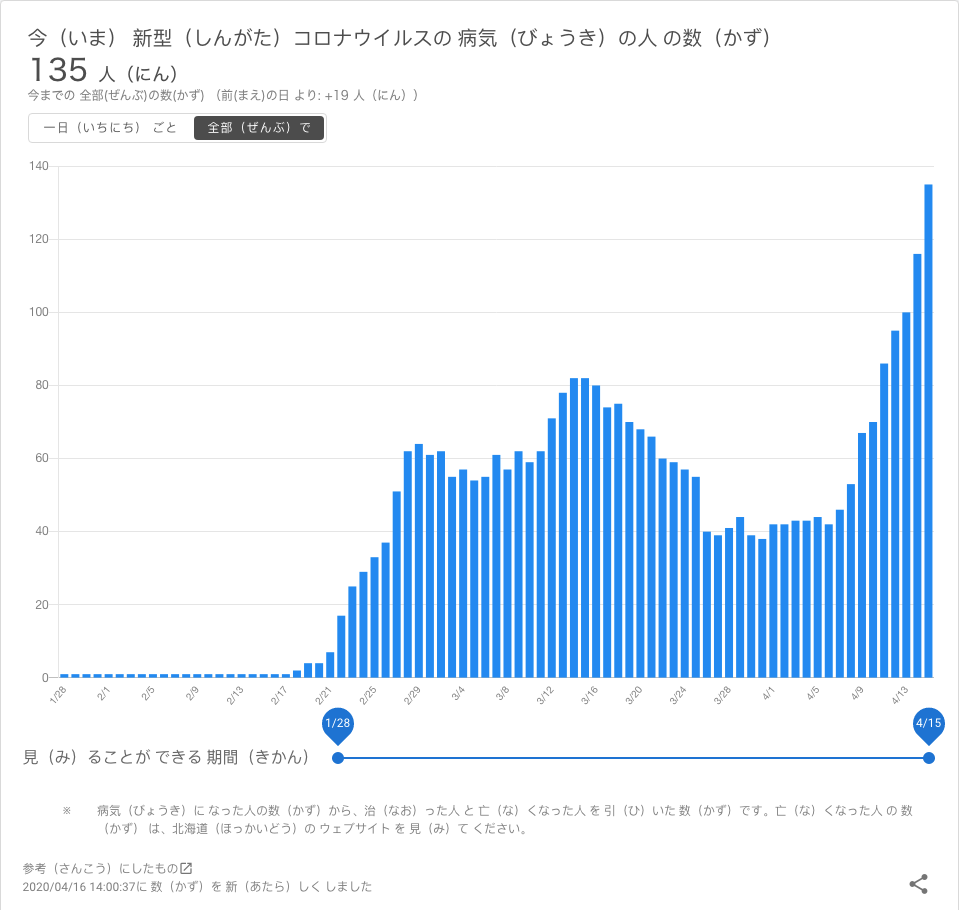 今（いま） 新型（しんがた）コロナウイルスの 病気（びょうき）の人 の数（かず）
135 人（にん）
今までの 全部(ぜんぶ)の数(かず) （前(まえ)の日 より: +19 人（にん））
一日（いちにち） ごと 全部（ぜんぶ）で
140
120
100
80
60
40
20
0
1/28 2/1 2/5 2/9 2/13 2/17 2/21 2/25 2/29 3/4 3/8 3/12 3/16 3/20 3/24 3/28 4/1 4/5 4/9 4/13
1/28 4/15
見（み）ることが できる 期間（きかん）
※ 病気（びょうき）に なった人の数（かず）から、治（なお）った人 と 亡（な）くなった人 を 引（ひ）いた 数（かず）です。亡（な）くなった人 の 数
（かず） は、北海道（ほっかいどう）の ウェブサイト を 見（み）て ください。
参考（さんこう）にしたもの
2020/04/16 14:00:37に 数（かず）を 新（あたら）しく しました